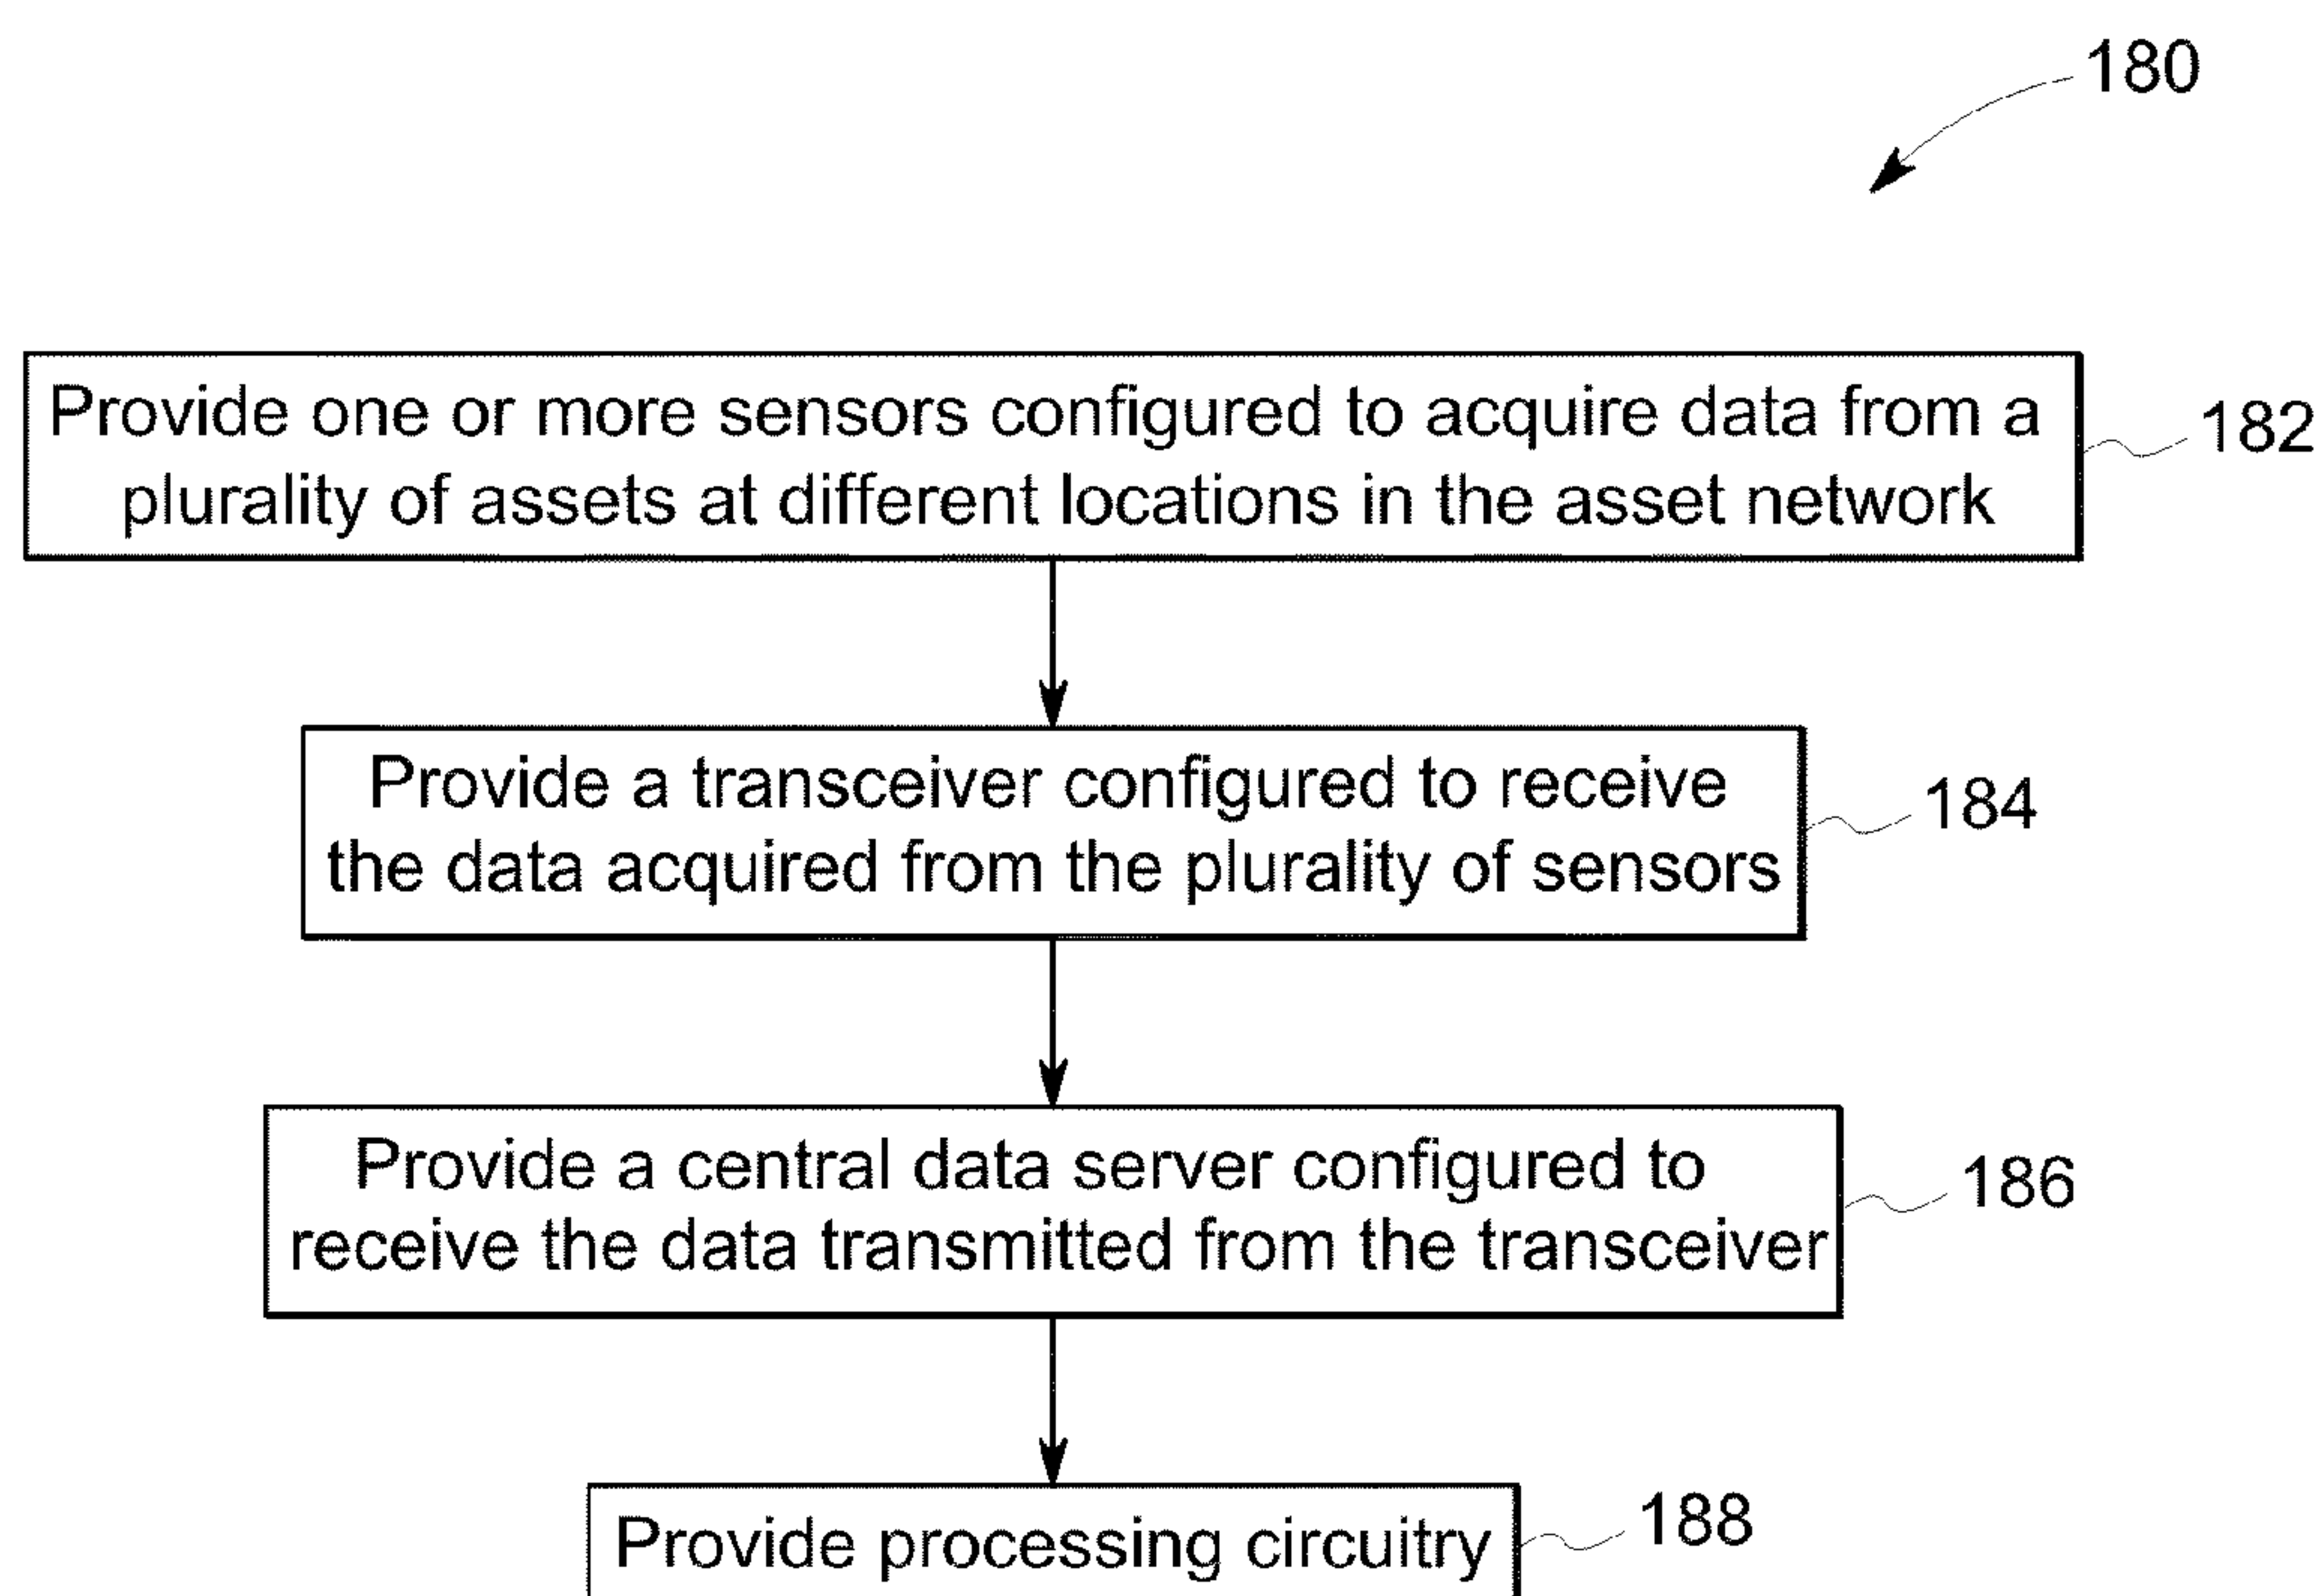 180
Provide one or more sensors configured to acquire data from a
plurality of assets at different locations in the asset network
182
Provide a transceiver configured to receive
the data acquired from the plurality of sensors
184
Provide a central data server configured to
receive the data transmitted from the transceiver
186
Provide processing circuitry
188